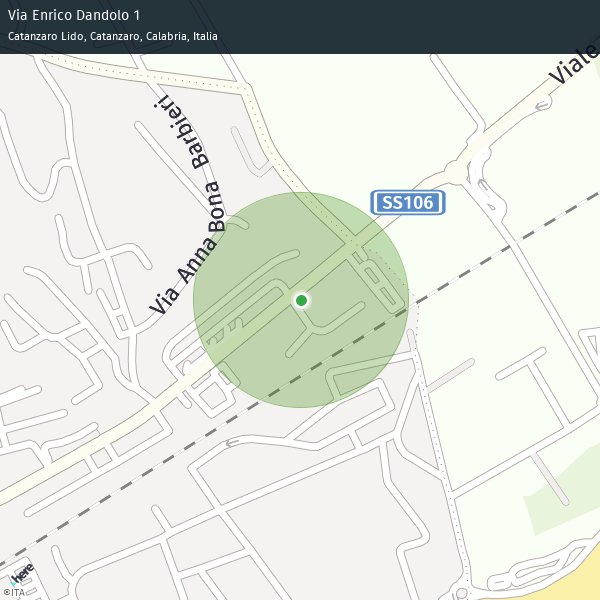 Via Enrico Dandolo 1
Catanzaro Lido, Catanzaro, Calabria, Italia
Viale
Via Anna Bona Barbieri
SS106
here
©ITA